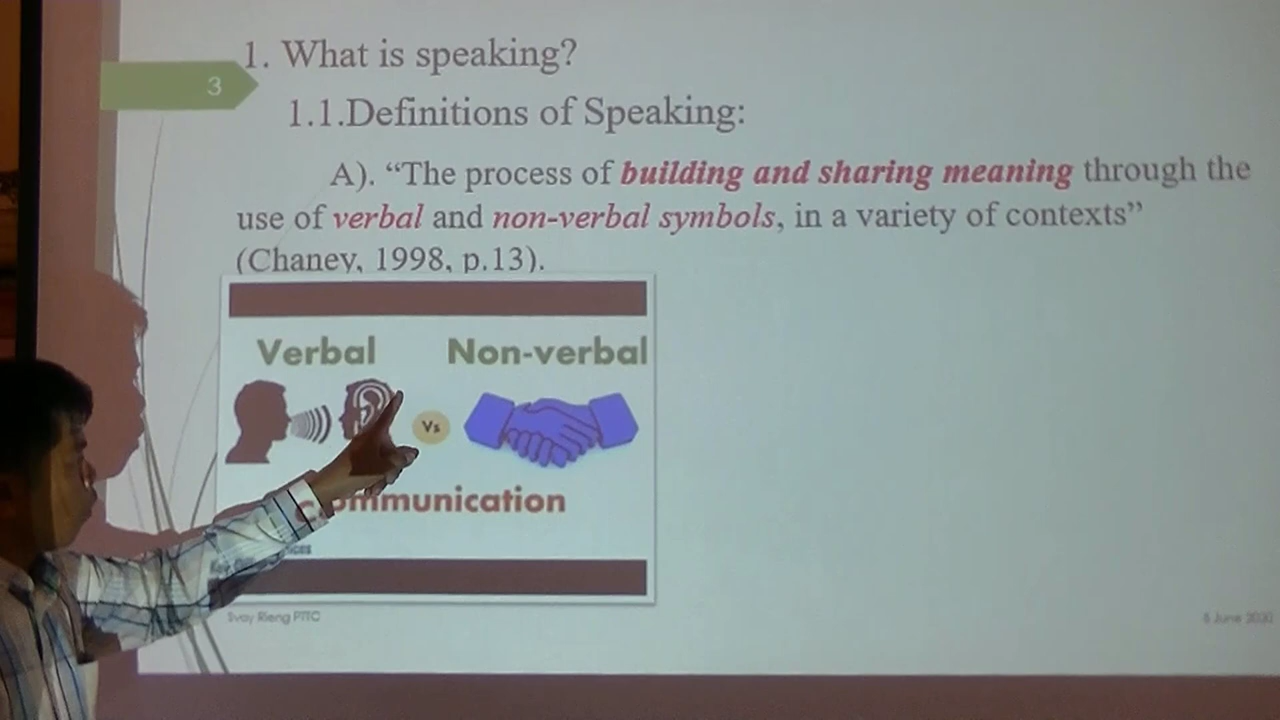 3
1. What is speaking?
1.1.Definitions of Speaking:
A). “The process of building and sharing meaning through the
use of verbal and non-verbal symbols, in a variety of contexts”
(Chaney, 1998, p.13).
Verbal Non-verbal
Vs
Communication
Svay Rieng PTTC